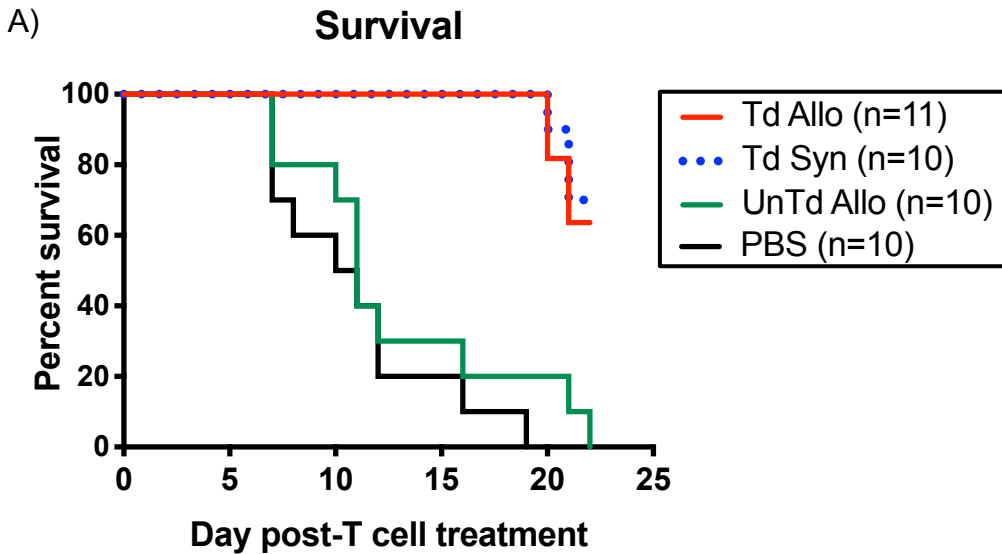 A)
Survival
100
80
60
40
20
0
Percent survival
0 5 10 15 20 25
Day post-T cell treatment
Td Allo (n=11)
Td Syn (n=10)
UnTd Allo (n=10)
PBS (n=10)